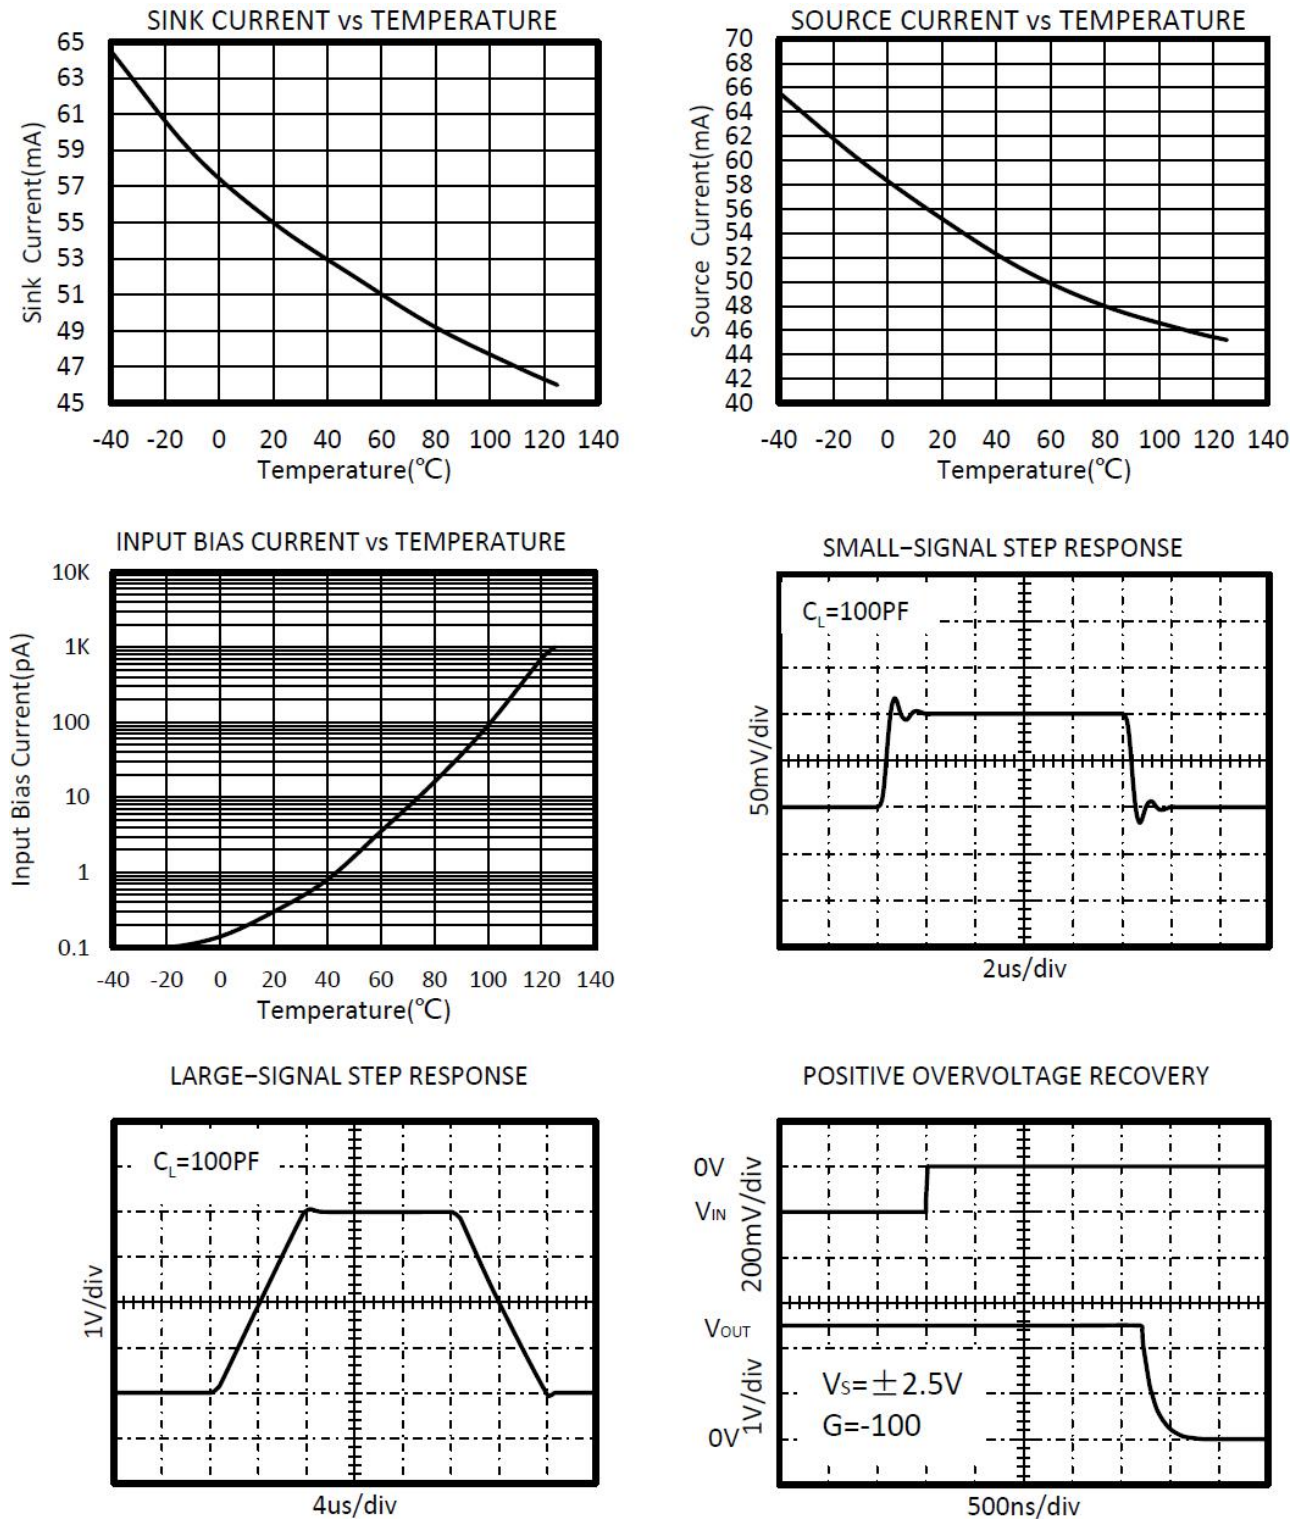 SINK CURRENT vs TEMPERATURE
65
63
61
59
57
55
53
51
49
47
45
Sink Current(mA)
-40 -20 0 20 40 60 80 100 120 140
Temperature(℃)
SOURCE CURRENT vs TEMPERATURE
70
68
66
64
62
60
58
56
54
52
50
48
46
44
42
40
Source Current(mA)
-40 -20 0 20 40 60 80 100 120 140
Temperature(℃)
INPUT BIAS CURRENT vs TEMPERATURE
10K
1K
100
10
1
0.1
Input Bias Current(pA)
-40 -20 0 20 40 60 80 100 120 140
Temperature(℃)
SMALL−SIGNAL STEP RESPONSE
CL=100PF
50mV/div
2us/div
LARGE−SIGNAL STEP RESPONSE
CL=100PF
1V/div
4us/div
POSITIVE OVERVOLTAGE RECOVERY
0V
VIN
200mV/div
VOUT
1V/div
0V
VS=±2.5V
G=-100
500ns/div